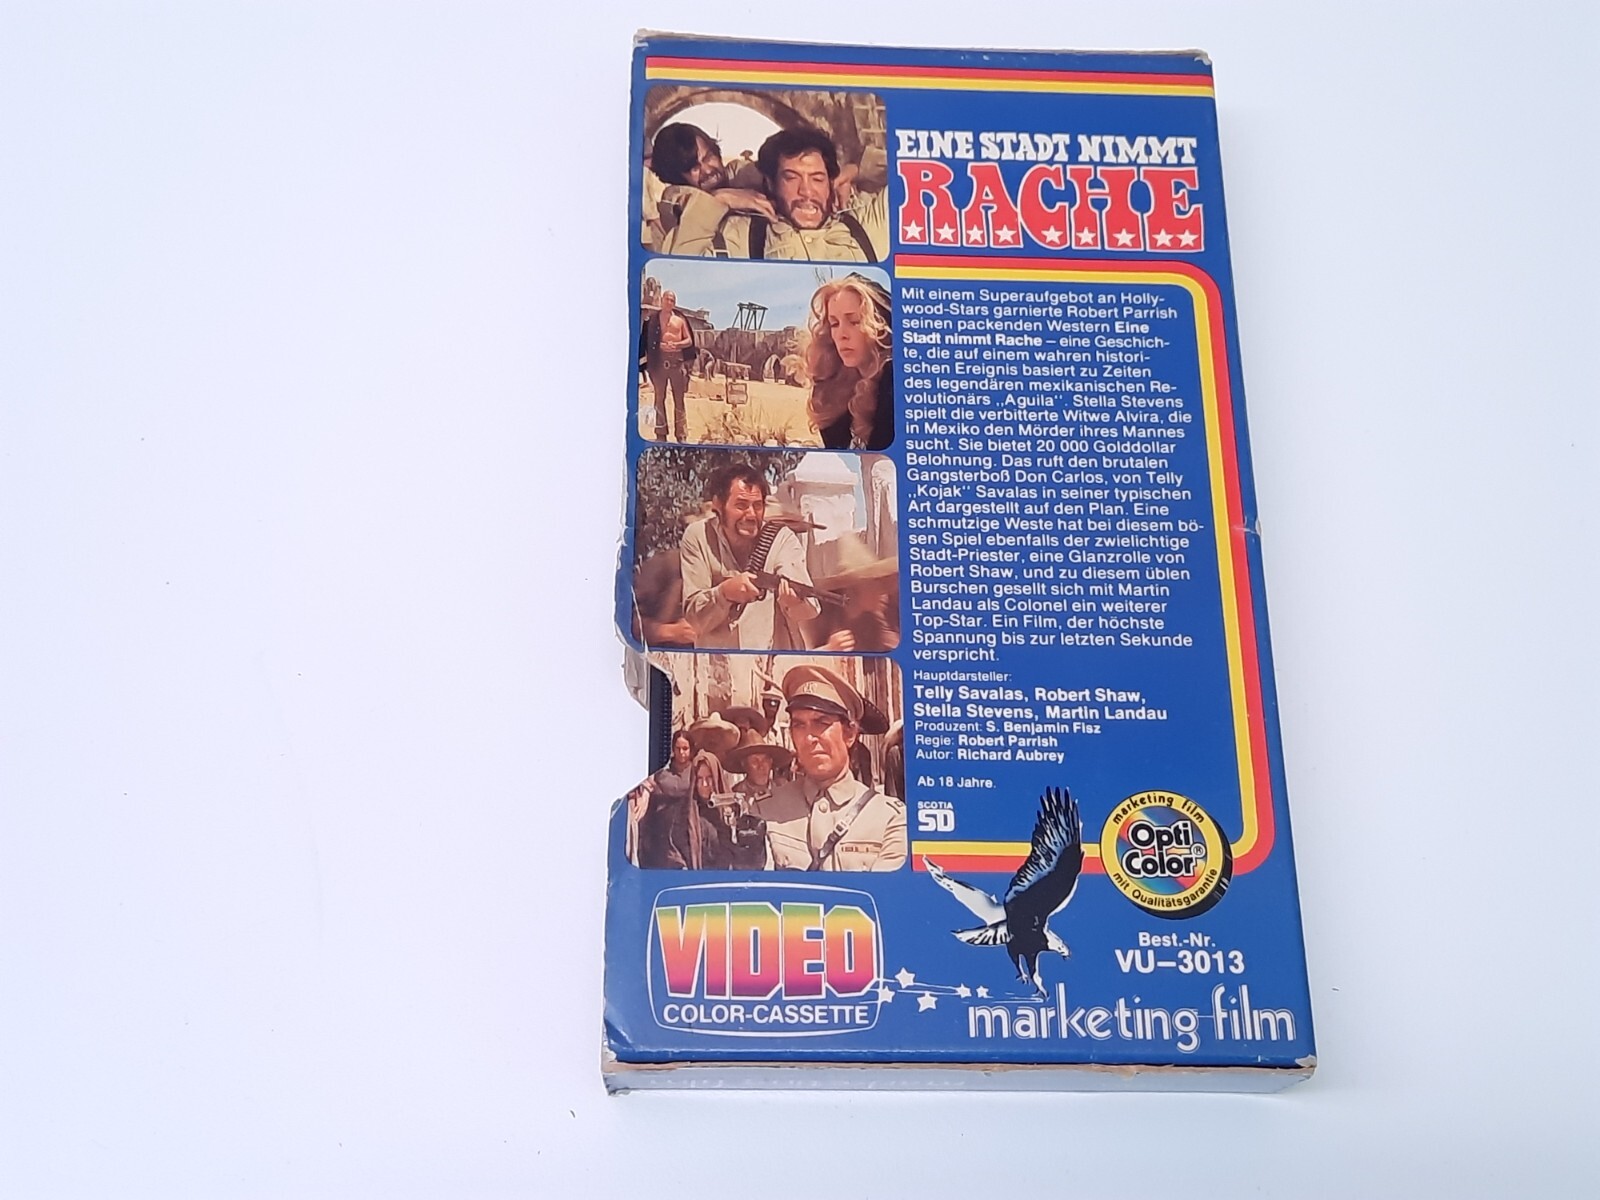 EINE STADT NIMMT
RACHE
Mit einem Superaufgebot an Holly-
wood-Stars garnierte Robert Parrish
seinen packenden Western Eine
Stadt nimmt Rache – eine Geschich-
te, die auf einem wahren histori-
schen Ereignis basiert zu Zeiten
des legendären mexikanischen Re-
volutionärs „Aguila“. Stella Stevens
spielt die verbitterte Witwe Alvira, die
in Mexiko den Mörder ihres Mannes
sucht. Sie bietet 20 000 Golddollar
Belohnung. Das ruft den brutalen
Gangsterboß Don Carlos, von Telly
„Kojak“ Savalas in seiner typischen
Art dargestellt auf den Plan. Eine
schmutzige Weste hat bei diesem bö-
sen Spiel ebenfalls der zwielichtige
Stadt-Priester, eine Glanzrolle von
Robert Shaw, und zu diesem üblen
Burschen gesellt sich mit Martin
Landau als Colonel ein weiterer
Top-Star. Ein Film, der höchste
Spannung bis zur letzten Sekunde
verspricht.
Hauptdarsteller:
Telly Savalas, Robert Shaw,
Stella Stevens, Martin Landau
Produzent: S. Benjamin Fisz
Regie: Robert Parrish
Autor: Richard Aubrey
Ab 18 Jahre.
SCOTIA
SD
marketing film
Opti
Color®
mit Qualitätsgarantie
Best.-Nr.
VU–3013
VIDEO
COLOR-CASSETTE
marketing film